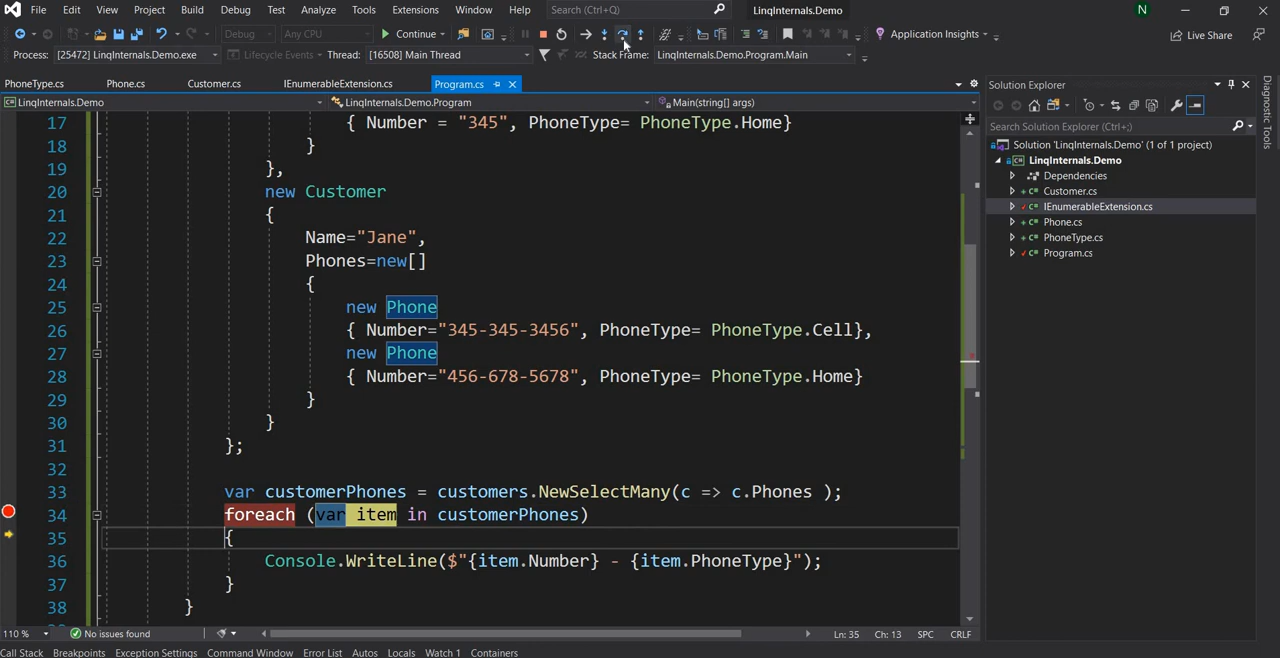 File Edit View Project Build Debug Test Analyze Tools Extensions Window Help Search (Ctrl+Q) LinqInternals.Demo N
Debug Any CPU Continue Application Insights Live Share
Process: [25472] LinqInternals.Demo.exe Lifecycle Events Thread: [16508] Main Thread Stack Frame: LinqInternals.Demo.Program.Main
PhoneType.cs Phone.cs Customer.cs IEnumerableExtension.cs Program.cs
LinqInternals.Demo LinqInternals.Demo.Program Main(string[] args)
17 { Number = "345", PhoneType= PhoneType.Home}
18 }
19 },
20 new Customer
21 {
22 Name="Jane",
23 Phones=new[]
24 {
25 new Phone
26 { Number="345-345-3456", PhoneType= PhoneType.Cell},
27 new Phone
28 { Number="456-678-5678", PhoneType= PhoneType.Home}
29 }
30 }
31 };
32
33 var customerPhones = customers.NewSelectMany(c => c.Phones );
34 foreach (var item in customerPhones)
35 {
36 Console.WriteLine($"{item.Number} - {item.PhoneType}");
37 }
38 }
110 % No issues found Ln: 35 Ch: 13 SPC CRLF
Call Stack Breakpoints Exception Settings Command Window Error List Autos Locals Watch 1 Containers
Solution Explorer
Search Solution Explorer (Ctrl+;)
Solution 'LinqInternals.Demo' (1 of 1 project)
LinqInternals.Demo
Dependencies
Customer.cs
IEnumerableExtension.cs
Phone.cs
PhoneType.cs
Program.cs
Diagnostic Tools